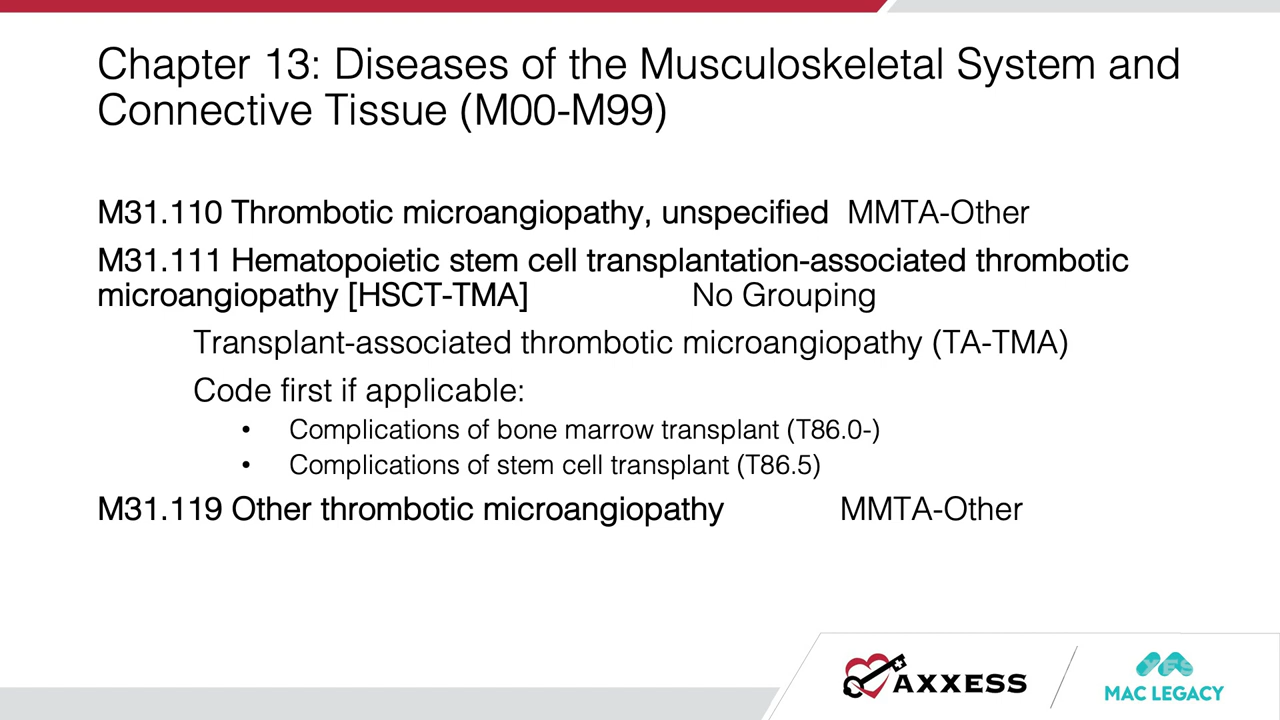 Chapter 13: Diseases of the Musculoskeletal System and
Connective Tissue (M00-M99)
M31.110 Thrombotic microangiopathy, unspecified MMTA-Other
M31.111 Hematopoietic stem cell transplantation-associated thrombotic
microangiopathy [HSCT-TMA] No Grouping
Transplant-associated thrombotic microangiopathy (TA-TMA)
Code first if applicable:
• Complications of bone marrow transplant (T86.0-)
• Complications of stem cell transplant (T86.5)
M31.119 Other thrombotic microangiopathy MMTA-Other
AXXESS
MAC LEGACY